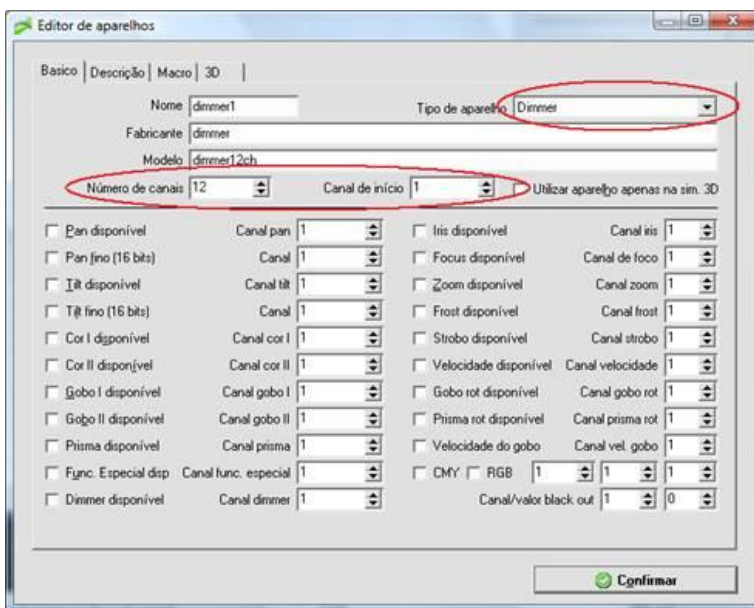 Editor de aparelhos
Basico Descrição Macro 3D
Nome dimmer1 Tipo de aparelho Dimmer
Fabricante dimmer
Modelo dimmer12ch
Número de canais 12 Canal de início 1 Utilizar aparelho apenas na sim. 3D
Pan disponível Canal pan 1 Iris disponível Canal iris 1
Pan fino (16 bits) Canal 1 Focus disponível Canal de foco 1
Tilt disponível Canal tilt 1 Zoom disponível Canal zoom 1
Tilt fino (16 bits) Canal 1 Frost disponível Canal frost 1
Cor I disponível Canal cor I 1 Strobo disponível Canal strobo 1
Cor II disponível Canal cor II 1 Velocidade disponível Canal velocidade 1
Gobo I disponível Canal gobo I 1 Gobo rot disponível Canal gobo rot 1
Gobo II disponível Canal gobo II 1 Prisma rot disponível Canal prisma rot 1
Prisma disponível Canal prisma 1 Velocidade do gobo Canal vel. gobo 1
Func. Especial disp Canal func. especial 1 CMY RGB 1 1 1
Dimmer disponível Canal dimmer 1 Canal/valor black out 1 0
Confirmar